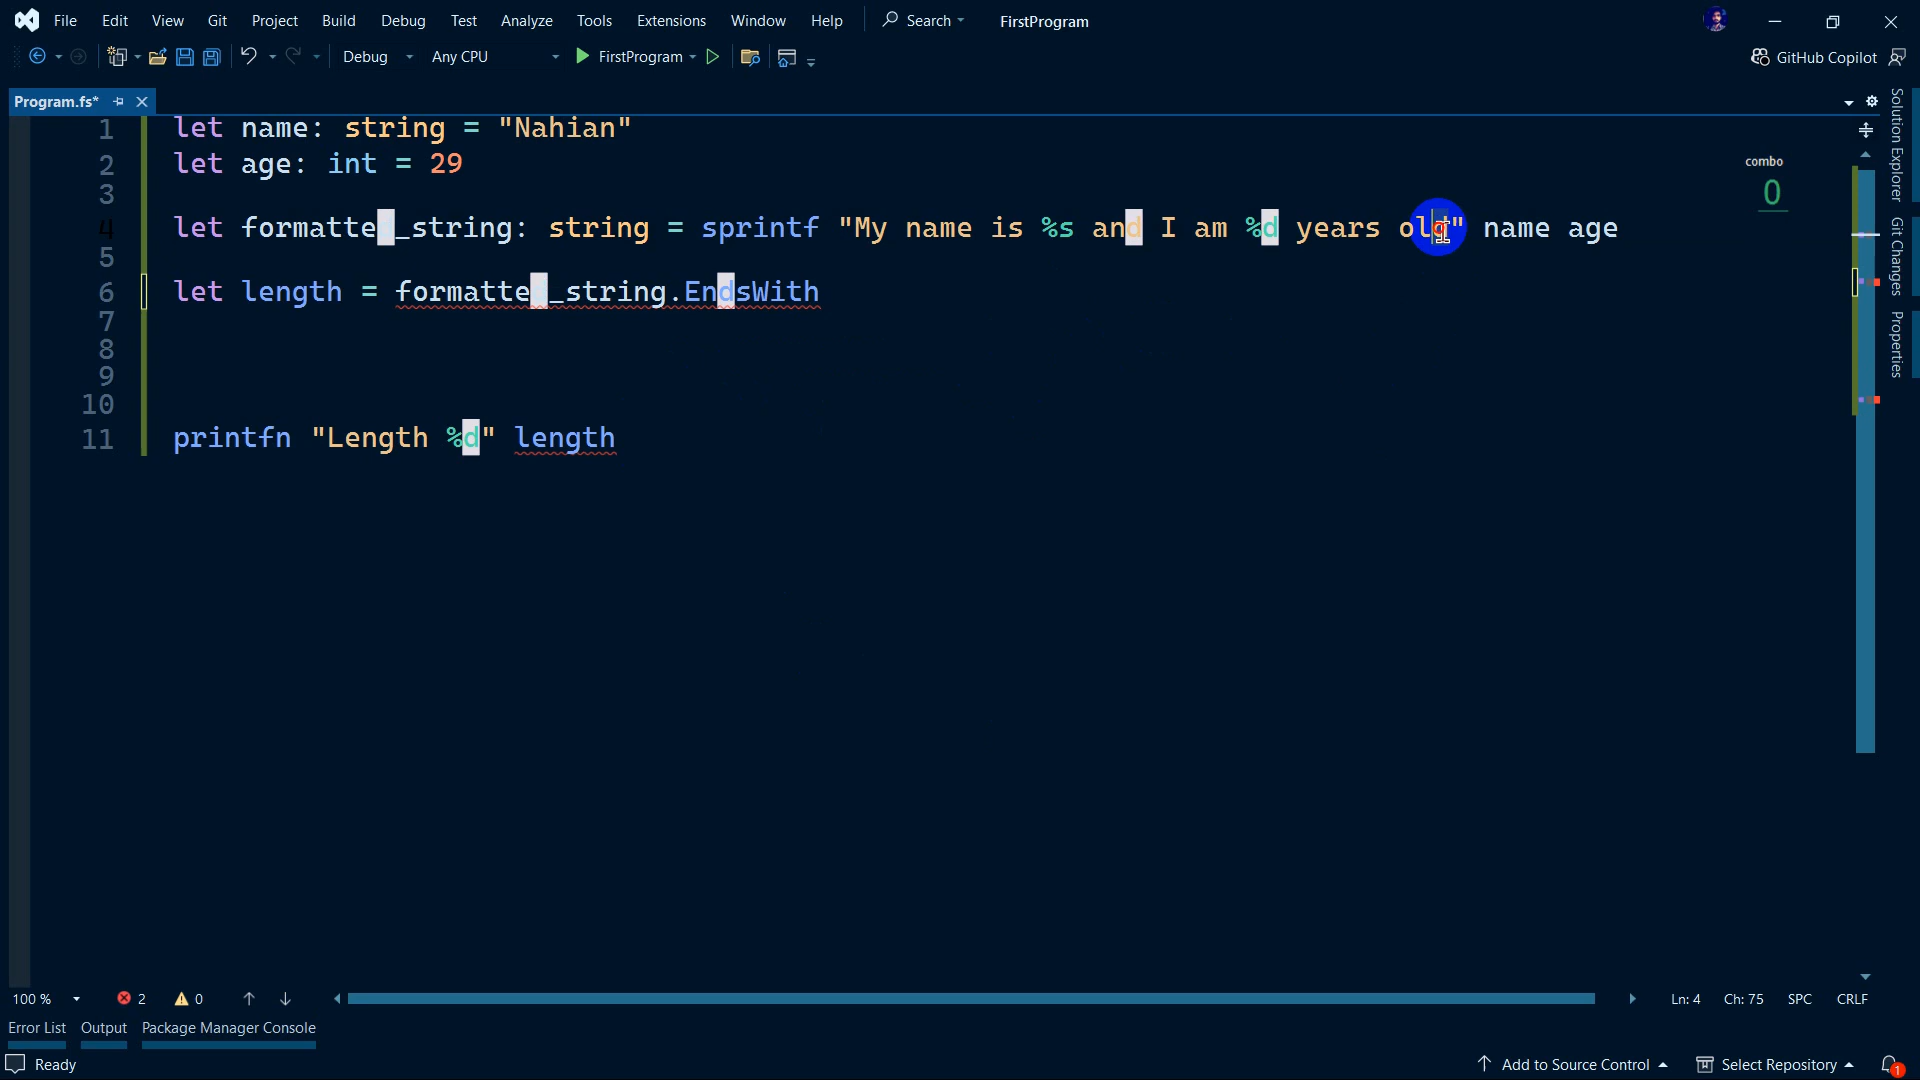 File Edit View Git Project Build Debug Test Analyze Tools Extensions Window Help Search FirstProgram
Debug Any CPU FirstProgram GitHub Copilot
Program.fs*
1 let name: string = "Nahian"
2 let age: int = 29
3
4 let formatted_string: string = sprintf "My name is %s and I am %d years old" name age
5
6 let length = formatted_string.EndsWith
7
8
9
10
11 printfn "Length %d" length
combo
0
Solution Explorer
Git Changes
Properties
100 % 2 0 Ln: 4 Ch: 75 SPC CRLF
Error List Output Package Manager Console
Ready Add to Source Control Select Repository 1